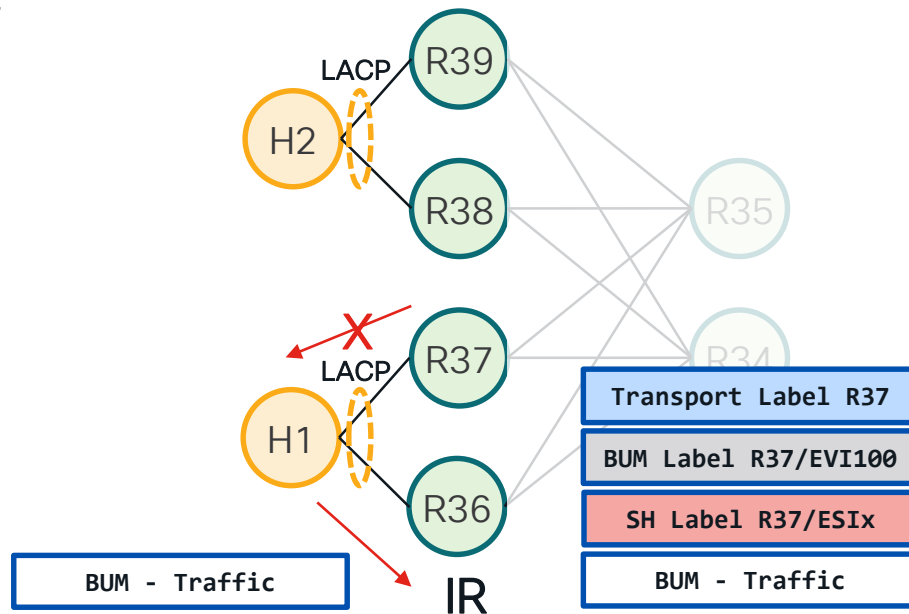 R39
LACP
H2
R38
R35
X
R37
R34
LACP
Transport Label R37
H1
BUM Label R37/EVI100
R36
SH Label R37/ESIx
BUM - Traffic
IR
BUM - Traffic